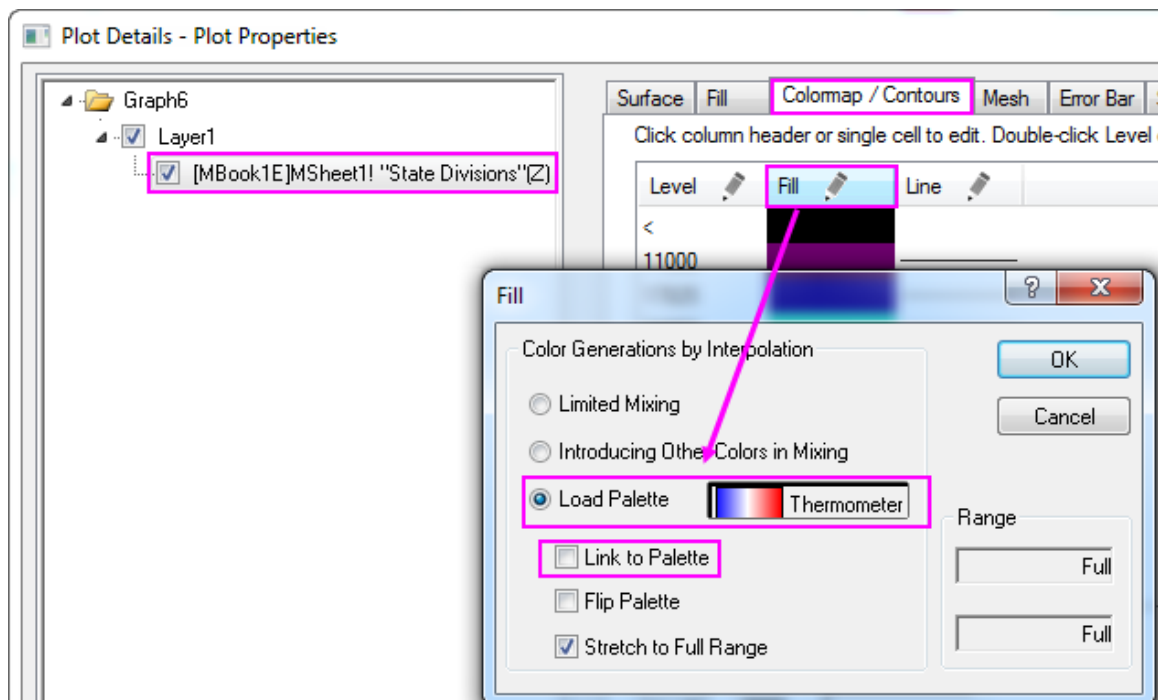 Plot Details - Plot Properties
Graph6
Layer1
[MBook1E]MSheet1! "State Divisions"(Z)
Surface Fill Colormap / Contours Mesh Error Bar
Click column header or single cell to edit. Double-click Level
Level Fill Line
<
11000
Fill
Color Generations by Interpolation
Limited Mixing
Introducing Other Colors in Mixing
Load Palette Thermometer
Link to Palette
Flip Palette
Stretch to Full Range
OK
Cancel
Range
Full
Full